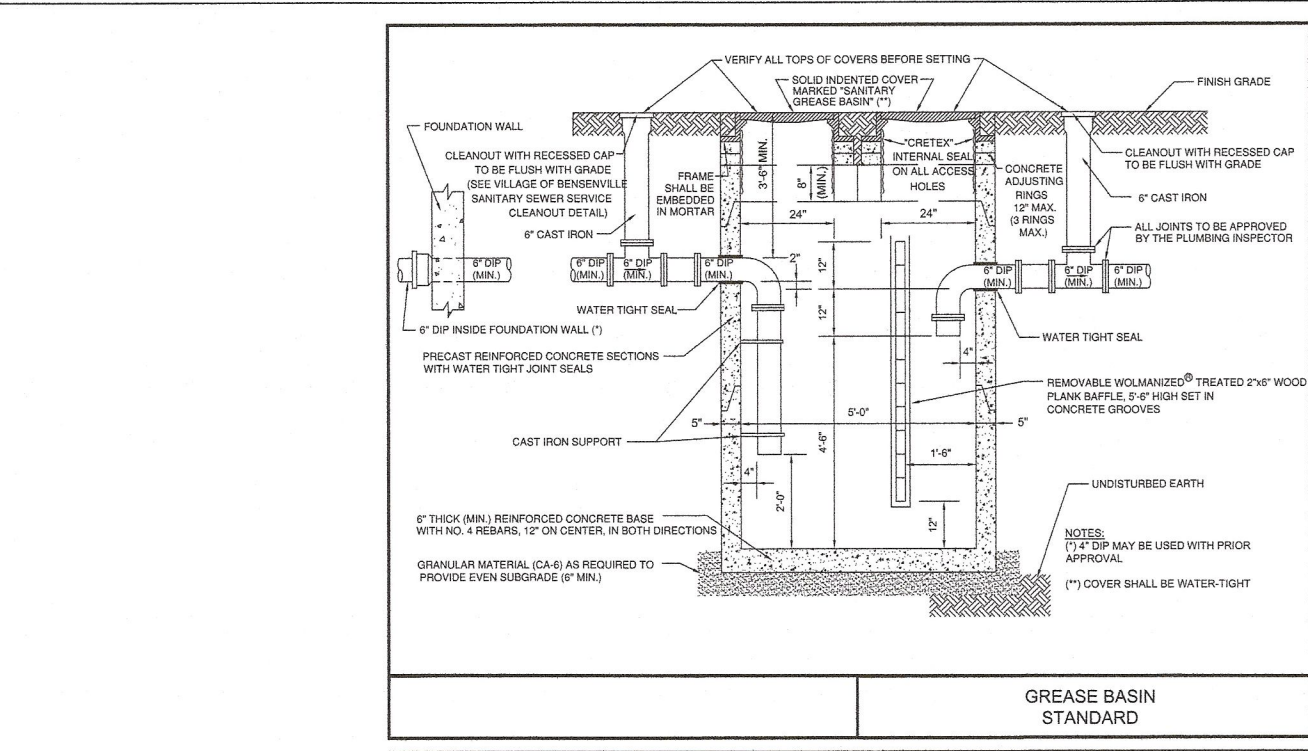 VERIFY ALL TOPS OF COVERS BEFORE SETTING
SOLID INDENTED COVER
MARKED "SANITARY
GREASE BASIN" (**)
FINISH GRADE
FOUNDATION WALL
CLEANOUT WITH RECESSED CAP
TO BE FLUSH WITH GRADE
(SEE VILLAGE OF BENSENVILLE
SANITARY SEWER SERVICE
CLEANOUT DETAIL)
6" CAST IRON
FRAME
SHALL BE
EMBEDDED
IN MORTAR
3'-6" MIN.
8"
(MIN.)
"CRETEX"
INTERNAL SEAL
ON ALL ACCESS
HOLES
CONCRETE
ADJUSTING
RINGS
12" MAX.
(3 RINGS
MAX.)
CLEANOUT WITH RECESSED CAP
TO BE FLUSH WITH GRADE
6" CAST IRON
ALL JOINTS TO BE APPROVED
BY THE PLUMBING INSPECTOR
24"
24"
6" DIP
(MIN.)
6" DIP
(MIN.)
6" DIP
(MIN.)
6" DIP
(MIN.)
2"
12"
12"
6" DIP
(MIN.)
6" DIP
(MIN.)
6" DIP
(MIN.)
WATER TIGHT SEAL
6" DIP INSIDE FOUNDATION WALL (*)
WATER TIGHT SEAL
PRECAST REINFORCED CONCRETE SECTIONS
WITH WATER TIGHT JOINT SEALS
4"
REMOVABLE WOLMANIZED® TREATED 2"x6" WOOD
PLANK BAFFLE, 5'-6" HIGH SET IN
CONCRETE GROOVES
5"
5'-0"
5"
CAST IRON SUPPORT
4'-6"
1'-6"
4"
2'-0"
12"
UNDISTURBED EARTH
6" THICK (MIN.) REINFORCED CONCRETE BASE
WITH NO. 4 REBARS, 12" ON CENTER, IN BOTH DIRECTIONS
GRANULAR MATERIAL (CA-6) AS REQUIRED TO
PROVIDE EVEN SUBGRADE (6" MIN.)
NOTES:
(*) 4" DIP MAY BE USED WITH PRIOR
APPROVAL
(**) COVER SHALL BE WATER-TIGHT
GREASE BASIN
STANDARD